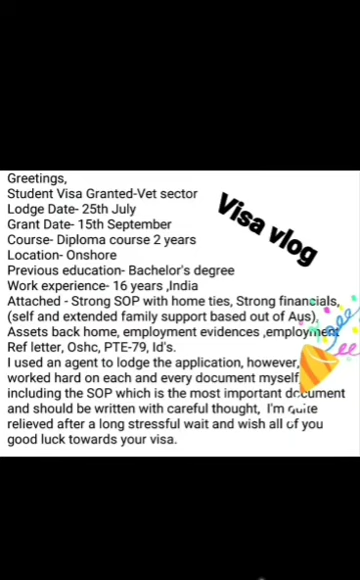 Greetings,
Student Visa Granted-Vet sector
Lodge Date- 25th July
Grant Date- 15th September
Course- Diploma course 2 years
Location- Onshore
Previous education- Bachelor's degree
Work experience- 16 years ,India
Attached - Strong SOP with home ties, Strong financials,
(self and extended family support based out of Aus),
Assets back home, employment evidences ,employment
Ref letter, Oshc, PTE-79, Id's.
I used an agent to lodge the application, however, I
worked hard on each and every document myself
including the SOP which is the most important document
and should be written with careful thought, I'm quite
relieved after a long stressful wait and wish all of you
good luck towards your visa.
Visa vlog